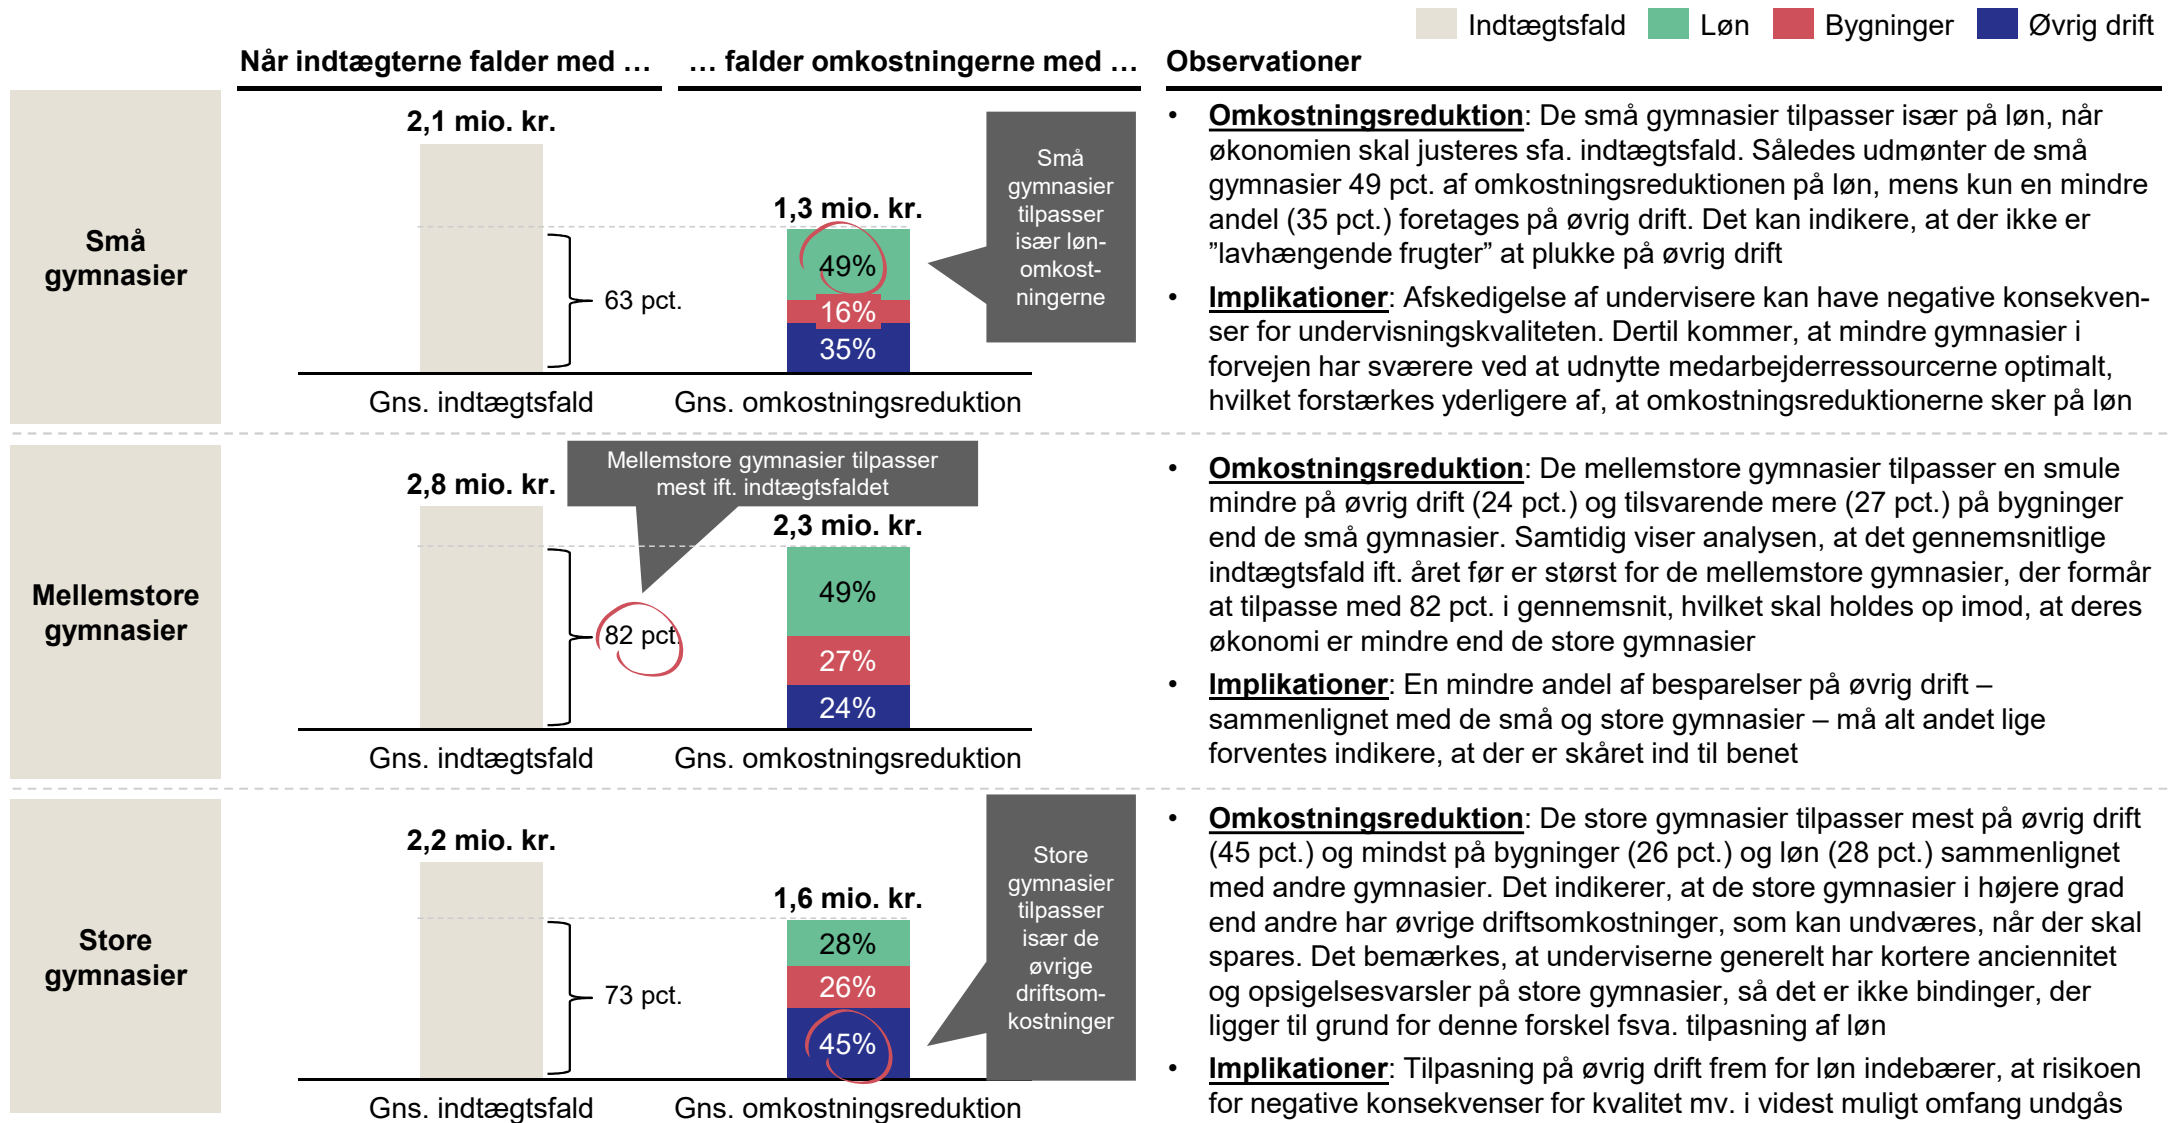 Indtægtsfald Løn Bygninger Øvrig drift
Når indtægterne falder med … … falder omkostningerne med … Observationer
Små
gymnasier
2,1 mio. kr.
63 pct.
1,3 mio. kr.
49%
16%
35%
Gns. indtægtsfald Gns. omkostningsreduktion
Små
gymnasier
tilpasser
især løn-
omkost-
ningerne
• Omkostningsreduktion: De små gymnasier tilpasser især på løn, når
økonomien skal justeres sfa. indtægtsfald. Således udmønter de små
gymnasier 49 pct. af omkostningsreduktionen på løn, mens kun en mindre
andel (35 pct.) foretages på øvrig drift. Det kan indikere, at der ikke er
”lavhængende frugter” at plukke på øvrig drift
• Implikationer: Afskedigelse af undervisere kan have negative konsekven-
ser for undervisningskvaliteten. Dertil kommer, at mindre gymnasier i
forvejen har sværere ved at udnytte medarbejderressourcerne optimalt,
hvilket forstærkes yderligere af, at omkostningsreduktionerne sker på løn
Mellemstore
gymnasier
2,8 mio. kr.
Mellemstore gymnasier tilpasser
mest ift. indtægtsfaldet
82 pct.
2,3 mio. kr.
49%
27%
24%
Gns. indtægtsfald Gns. omkostningsreduktion
• Omkostningsreduktion: De mellemstore gymnasier tilpasser en smule
mindre på øvrig drift (24 pct.) og tilsvarende mere (27 pct.) på bygninger
end de små gymnasier. Samtidig viser analysen, at det gennemsnitlige
indtægtsfald ift. året før er størst for de mellemstore gymnasier, der formår
at tilpasse med 82 pct. i gennemsnit, hvilket skal holdes op imod, at deres
økonomi er mindre end de store gymnasier
• Implikationer: En mindre andel af besparelser på øvrig drift –
sammenlignet med de små og store gymnasier – må alt andet lige
forventes indikere, at der er skåret ind til benet
Store
gymnasier
2,2 mio. kr.
73 pct.
1,6 mio. kr.
28%
26%
45%
Gns. indtægtsfald Gns. omkostningsreduktion
Store
gymnasier
tilpasser
især de
øvrige
driftsom-
kostninger
• Omkostningsreduktion: De store gymnasier tilpasser mest på øvrig drift
(45 pct.) og mindst på bygninger (26 pct.) og løn (28 pct.) sammenlignet
med andre gymnasier. Det indikerer, at de store gymnasier i højere grad
end andre har øvrige driftsomkostninger, som kan undværes, når der skal
spares. Det bemærkes, at underviserne generelt har kortere anciennitet
og opsigelsesvarsler på store gymnasier, så det er ikke bindinger, der
ligger til grund for denne forskel fsva. tilpasning af løn
• Implikationer: Tilpasning på øvrig drift frem for løn indebærer, at risikoen
for negative konsekvenser for kvalitet mv. i videst muligt omfang undgås